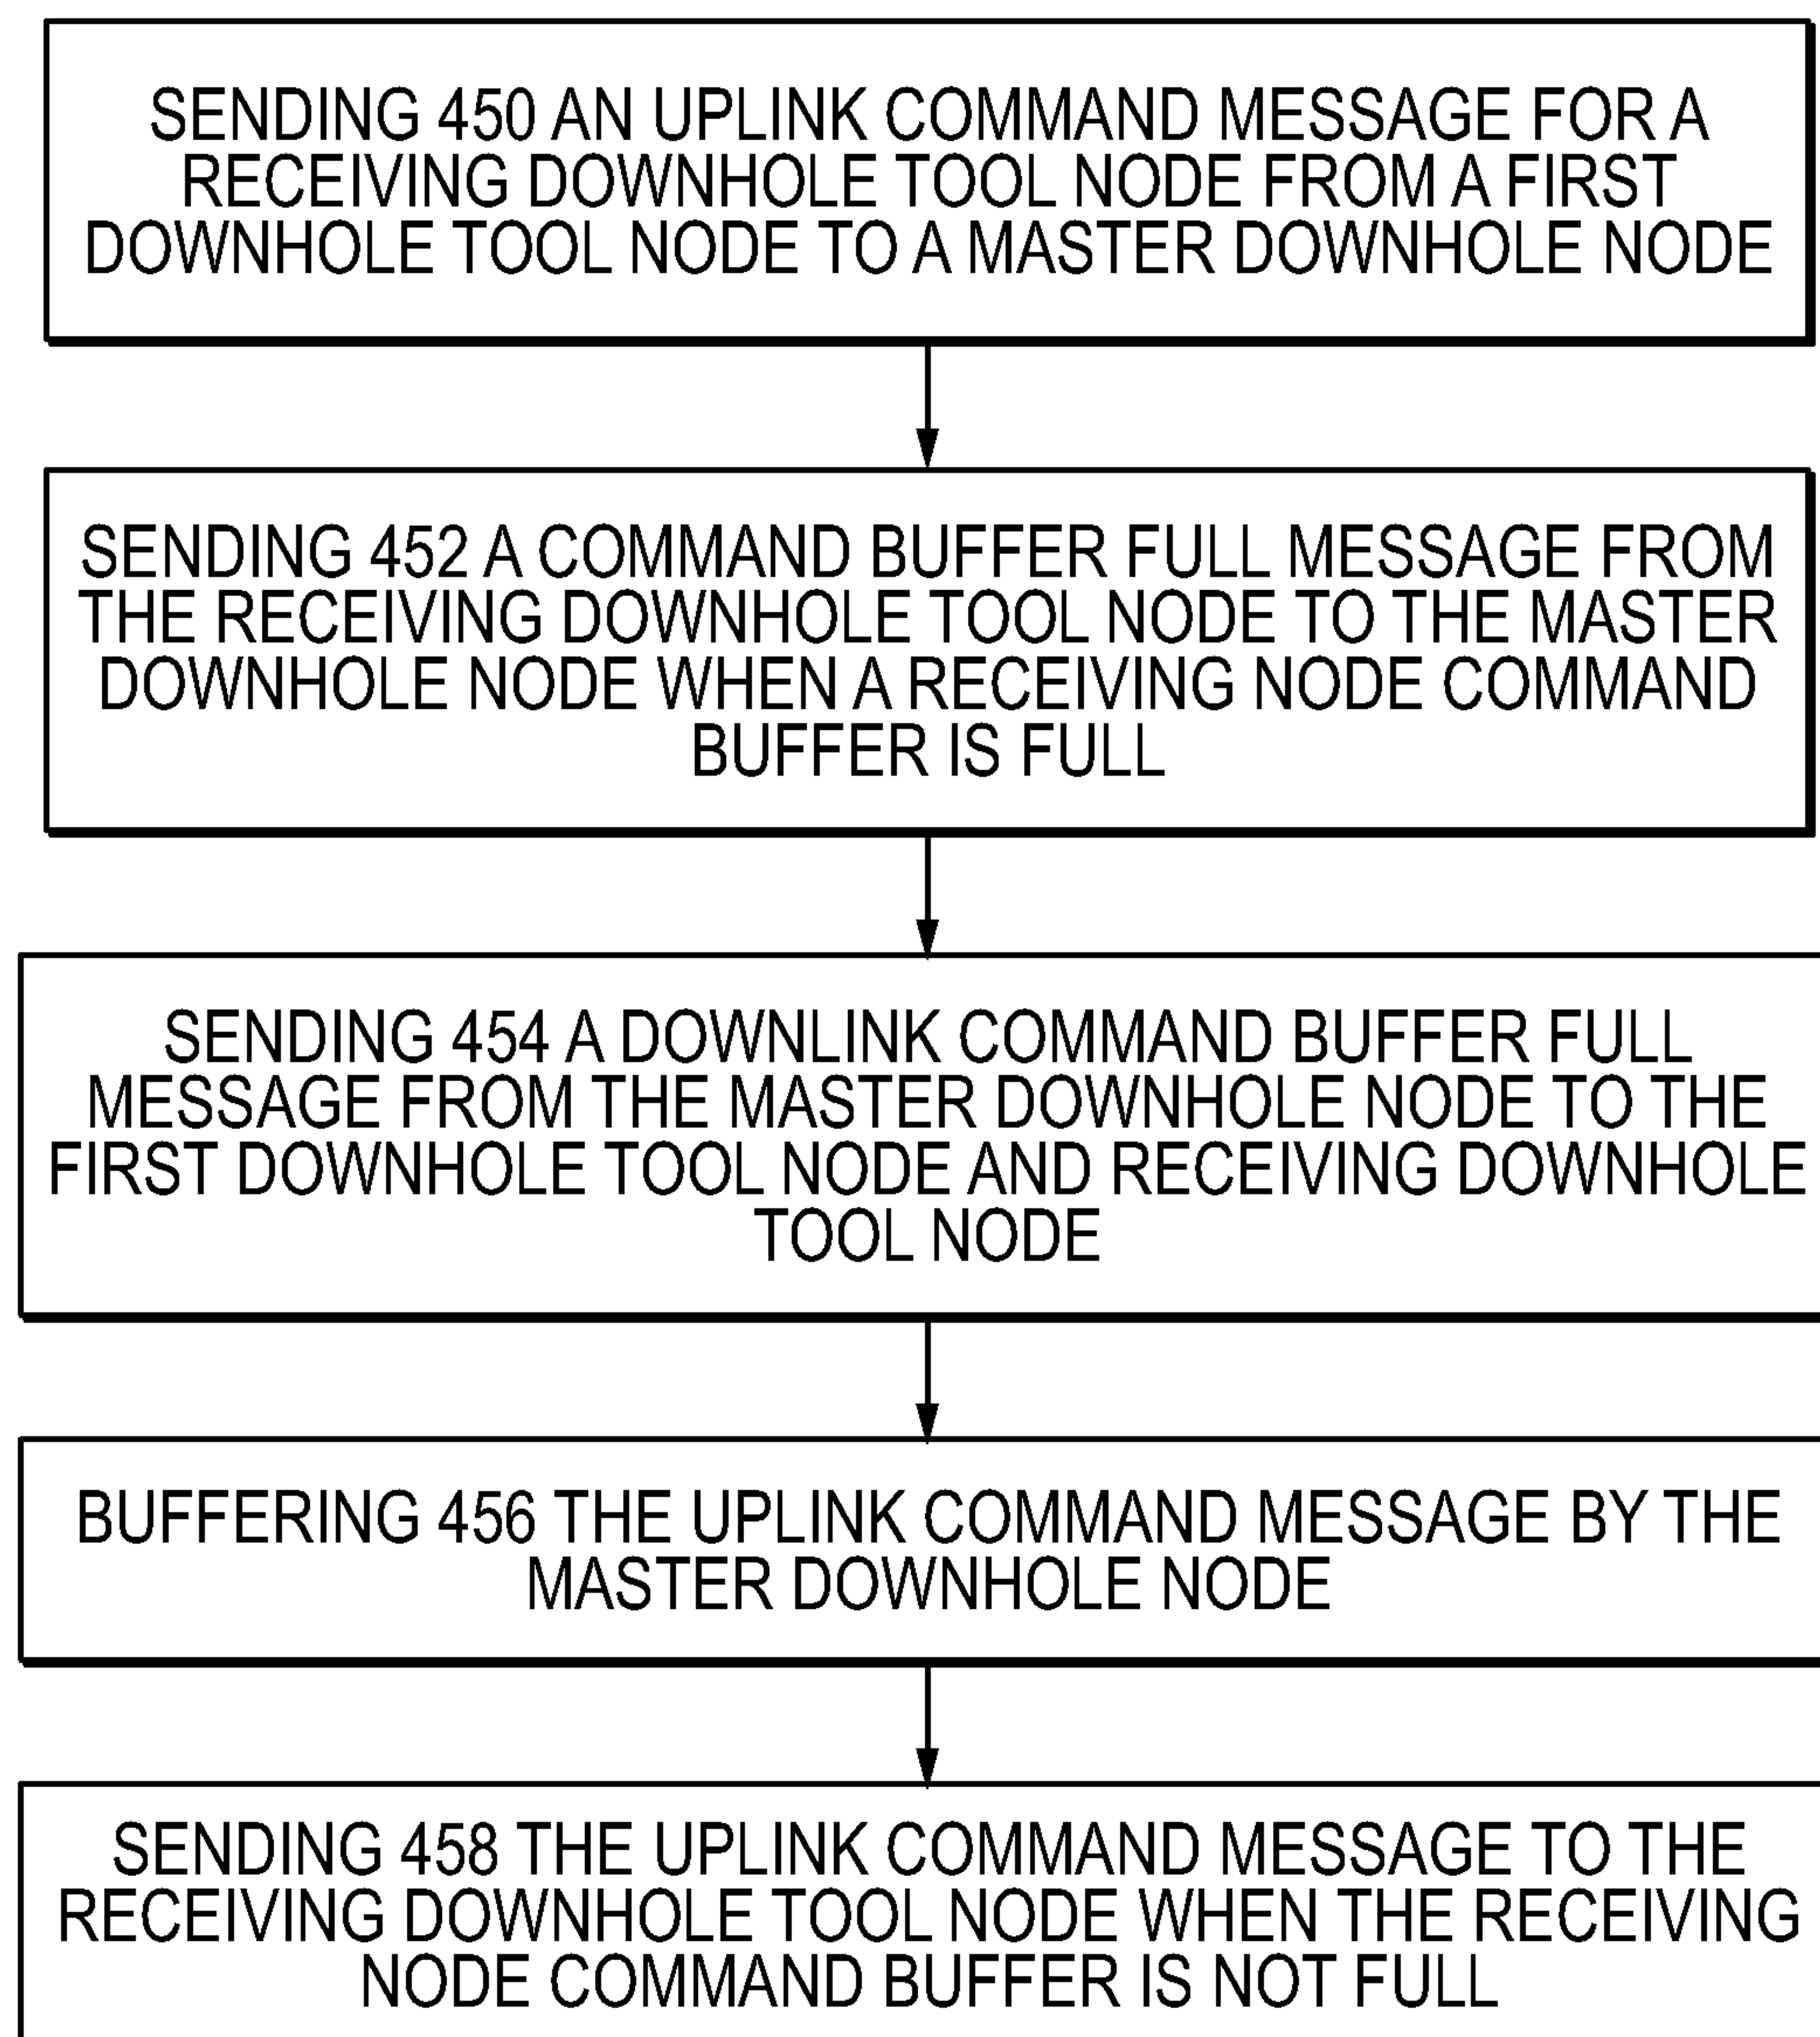 SENDING 450 AN UPLINK COMMAND MESSAGE FOR A
RECEIVING DOWNHOLE TOOL NODE FROM A FIRST
DOWNHOLE TOOL NODE TO A MASTER DOWNHOLE NODE
SENDING 452 A COMMAND BUFFER FULL MESSAGE FROM
THE RECEIVING DOWNHOLE TOOL NODE TO THE MASTER
DOWNHOLE NODE WHEN A RECEIVING NODE COMMAND
BUFFER IS FULL
SENDING 454 A DOWNLINK COMMAND BUFFER FULL
MESSAGE FROM THE MASTER DOWNHOLE NODE TO THE
FIRST DOWNHOLE TOOL NODE AND RECEIVING DOWNHOLE
TOOL NODE
BUFFERING 456 THE UPLINK COMMAND MESSAGE BY THE
MASTER DOWNHOLE NODE
SENDING 458 THE UPLINK COMMAND MESSAGE TO THE
RECEIVING DOWNHOLE TOOL NODE WHEN THE RECEIVING
NODE COMMAND BUFFER IS NOT FULL